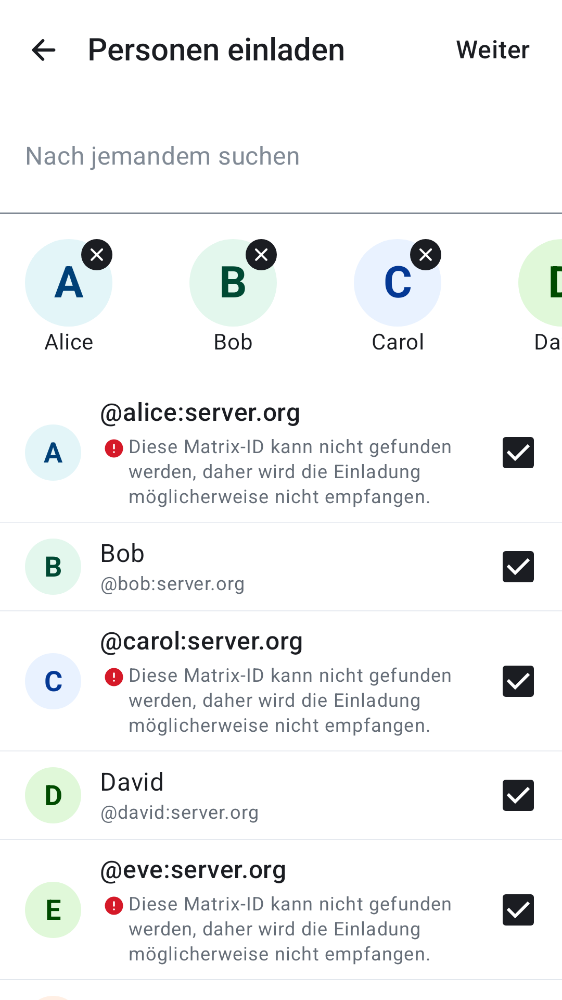 Personen einladen
Weiter
Nach jemandem suchen
A
B
C
Alice
Bob
Carol
Da
@alice:server.org
A
Diese Matrix-ID kann nicht gefunden
werden, daher wird die Einladung
möglicherweise nicht empfangen.
B
Bob
@bob:server.org
@carol:server.org
C
Diese Matrix-ID kann nicht gefunden
werden, daher wird die Einladung
möglicherweise nicht empfangen.
D
David
@david:server.org
@eve:server.org
E
Diese Matrix-ID kann nicht gefunden
werden, daher wird die Einladung
möglicherweise nicht empfangen.